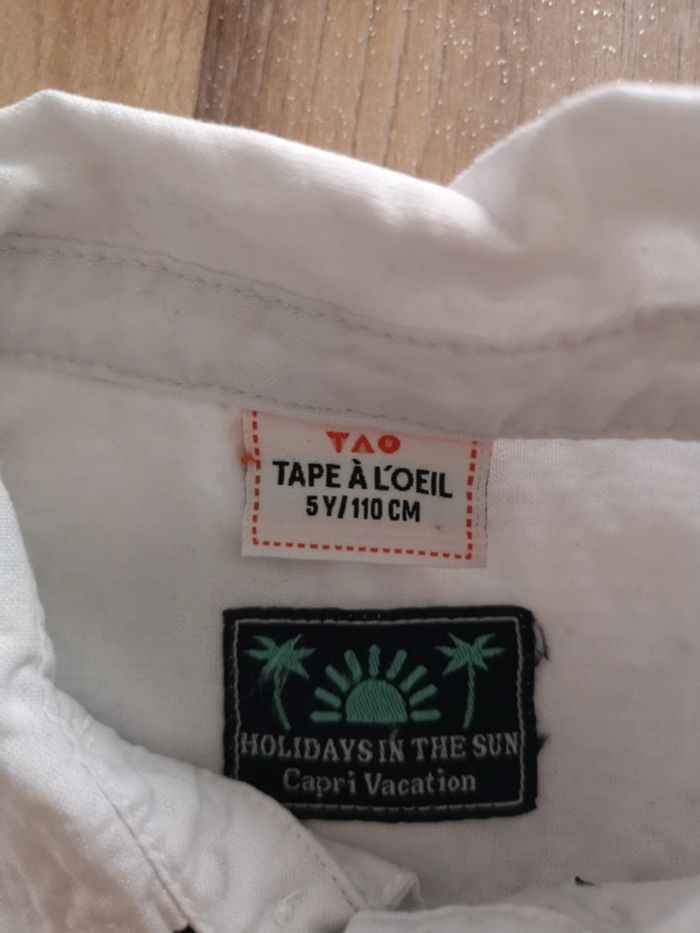 TAO
TAPE À L'OEIL
5 Y/110 CM
HOLIDAYS IN THE SUN
Capri Vacation